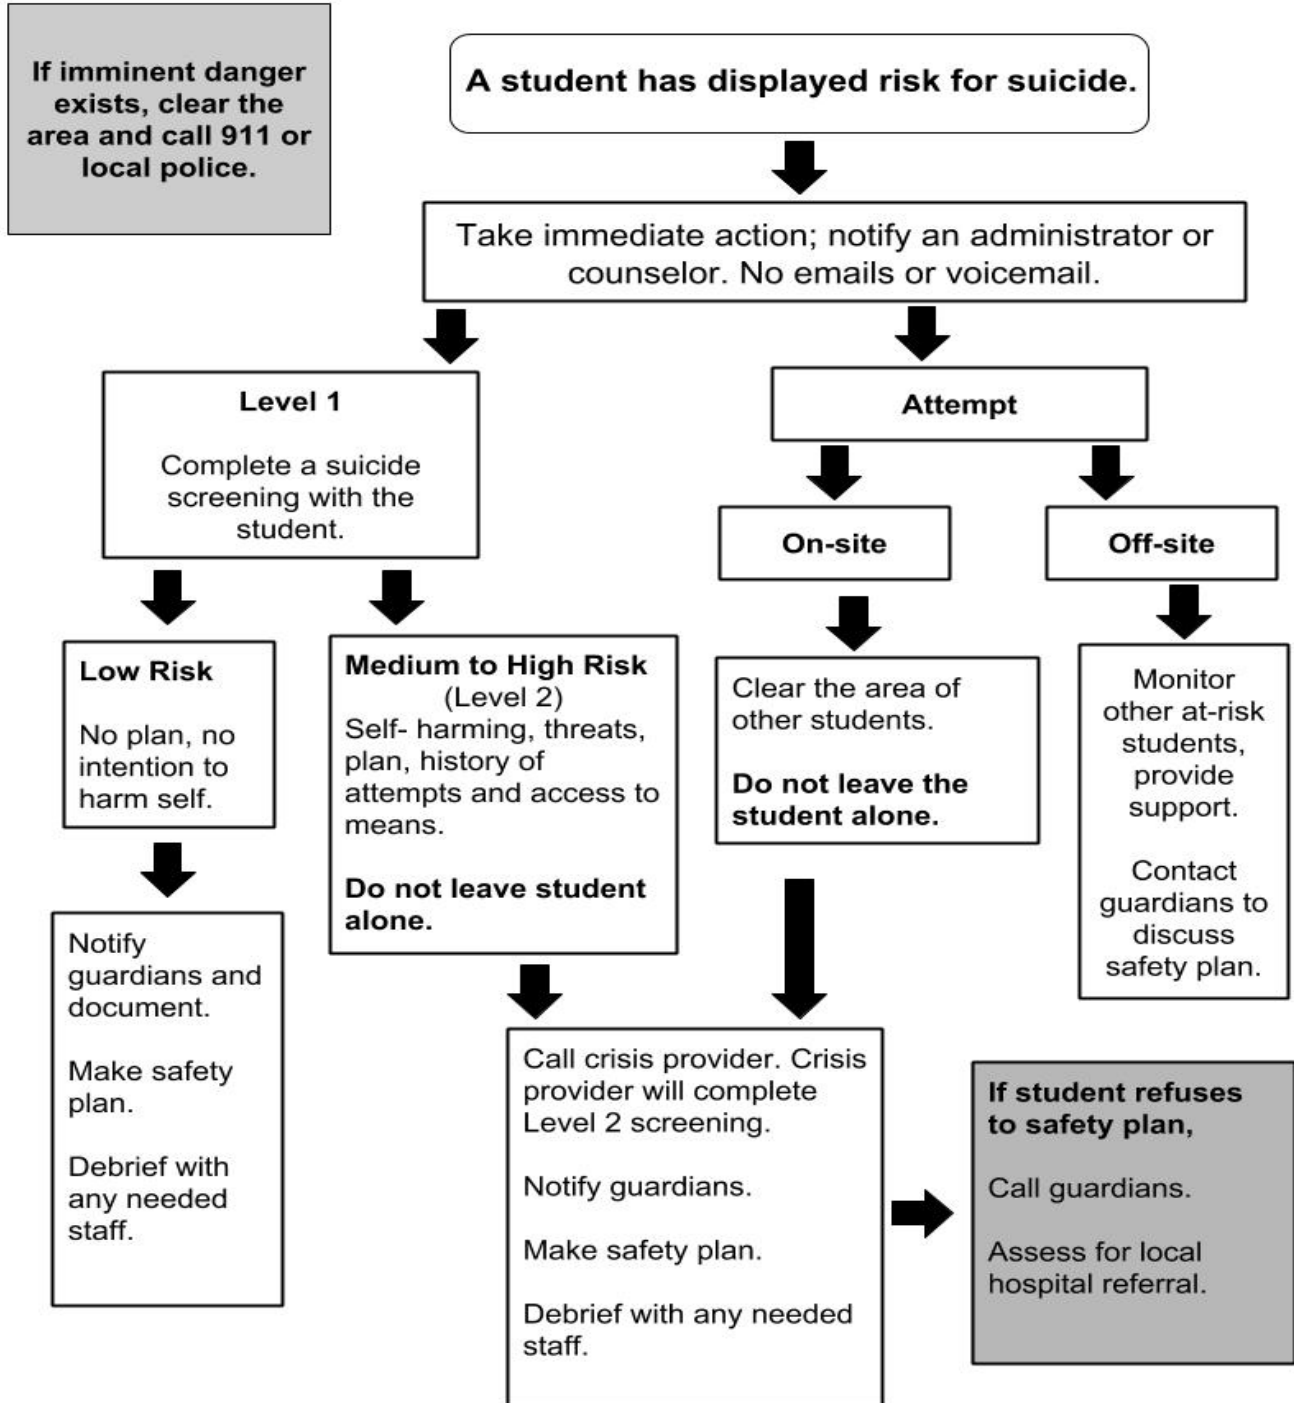 If imminent danger
exists, clear the
area and call 911 or
local police.
A student has displayed risk for suicide.
Take immediate action; notify an administrator or
counselor. No emails or voicemail.
Level 1
Complete a suicide
screening with the
student.
Attempt
On-site
Off-site
Low Risk
No plan, no
intention to
harm self.
Medium to High Risk
(Level 2)
Self- harming, threats,
plan, history of
attempts and access to
means.
Do not leave student
alone.
Clear the area of
other students.
Do not leave the
student alone.
Monitor
other at-risk
students,
provide
support.
Contact
guardians to
discuss
safety plan.
Notify
guardians and
document.
Make safety
plan.
Debrief with
any needed
staff.
Call crisis provider. Crisis
provider will complete
Level 2 screening.
Notify guardians.
Make safety plan.
Debrief with any needed
staff.
If student refuses
to safety plan,
Call guardians.
Assess for local
hospital referral.